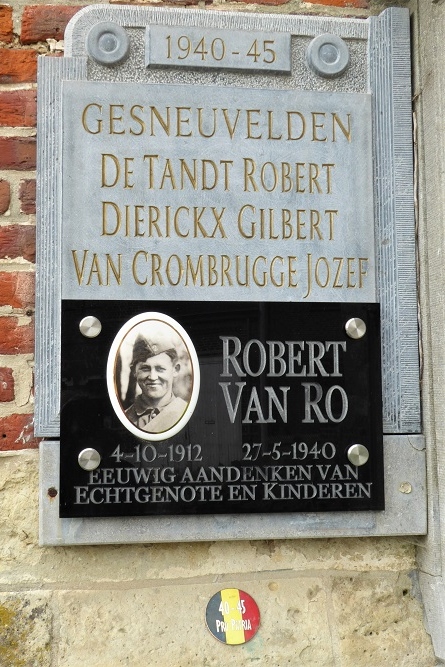 1940-45
GESNEUVELDEN
DE TANDT ROBERT
DIERICKX GILBERT
VAN CROMBRUGGE JOZEF
ROBERT
VAN RO
4-10-1912 27-5-1940
EEUWIG AANDENKEN VAN
ECHTGENOTE EN KINDEREN
40-45
PRO PATRIA